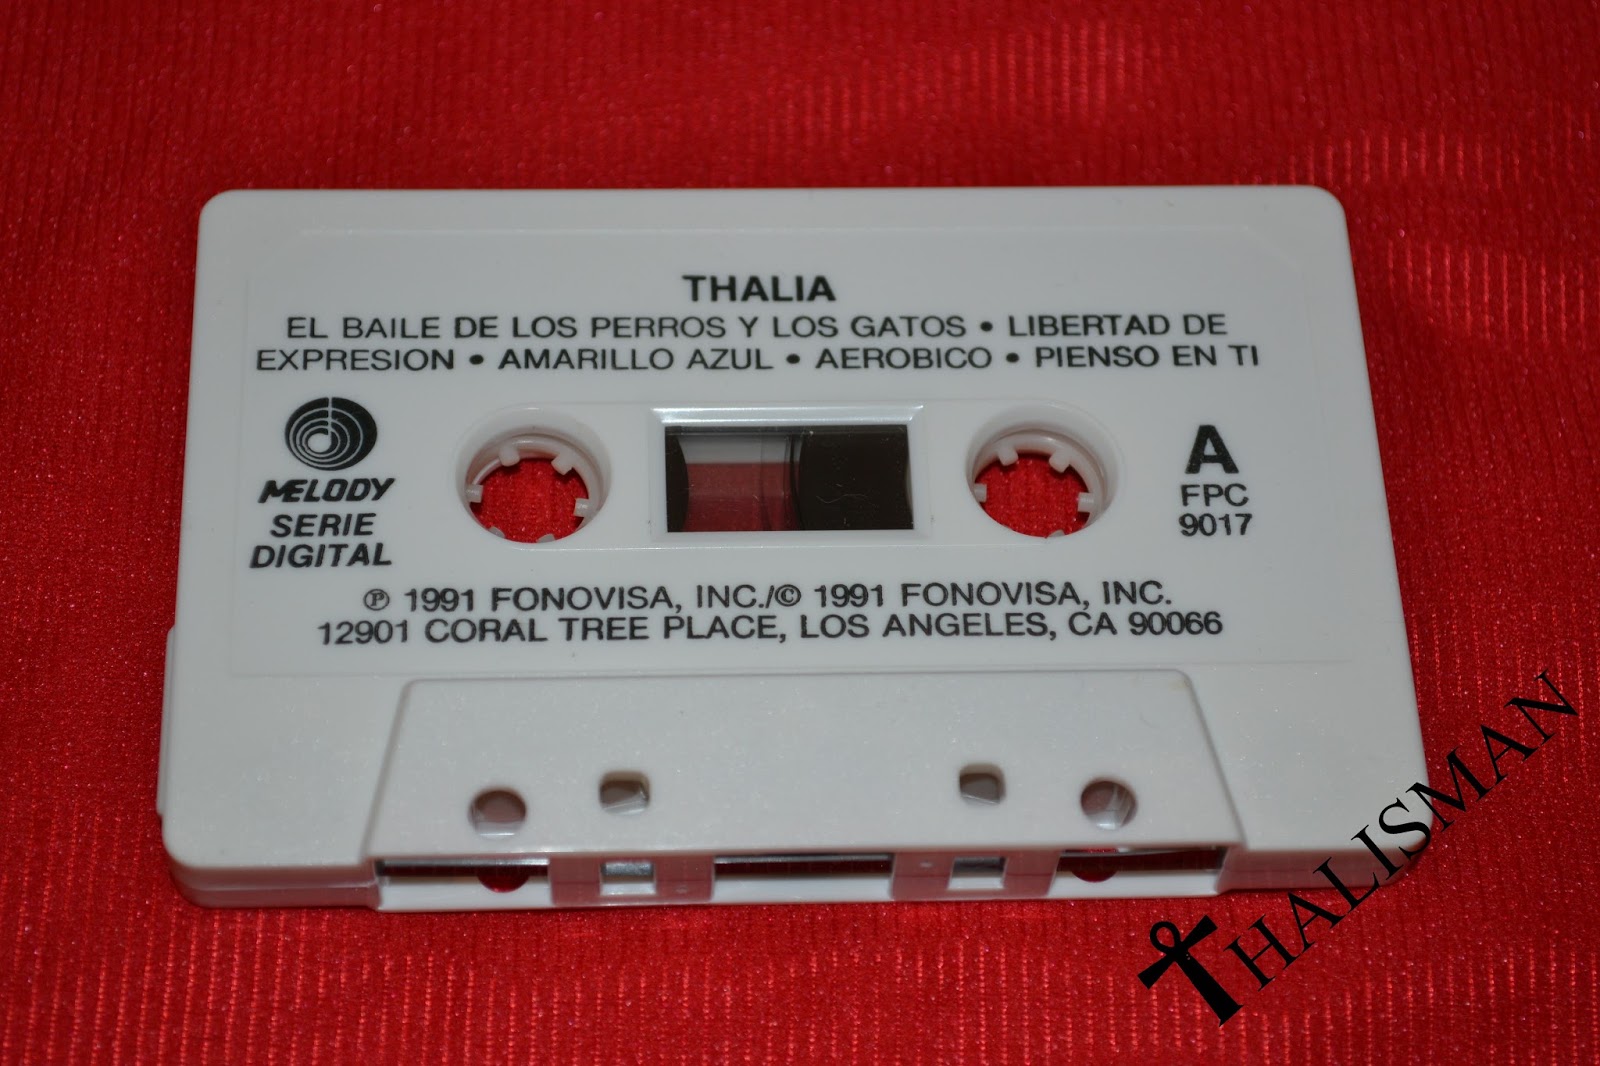 THALIA
EL BAILE DE LOS PERROS Y LOS GATOS • LIBERTAD DE
EXPRESION • AMARILLO AZUL • AEROBICO • PIENSO EN TI
MELODY
SERIE
DIGITAL
A
FPC
9017
℗ 1991 FONOVISA, INC./© 1991 FONOVISA, INC.
12901 CORAL TREE PLACE, LOS ANGELES, CA 90066
THALISMAN